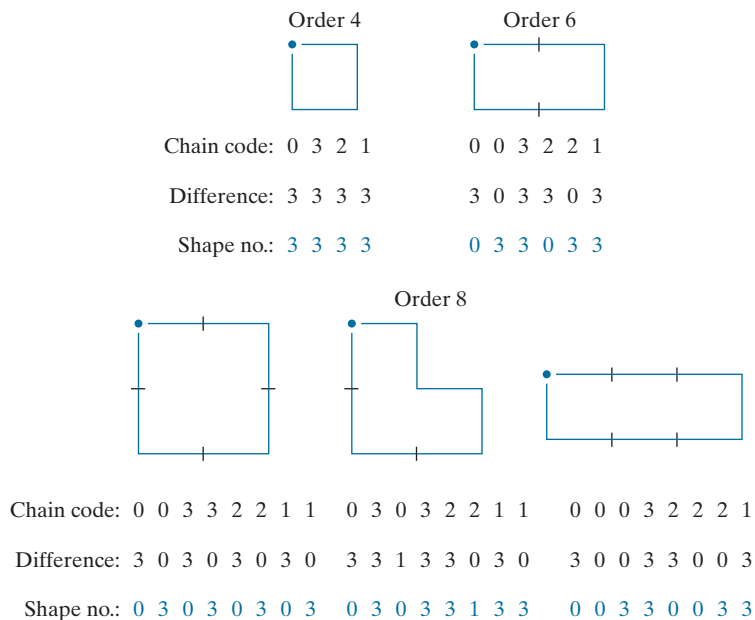 Order 4 Order 6
Chain code: 0 3 2 1 0 0 3 2 2 1
Difference: 3 3 3 3 3 0 3 3 0 3
Shape no.: 3 3 3 3 0 3 3 0 3 3
Order 8
Chain code: 0 0 3 3 2 2 1 1 0 3 0 3 2 2 1 1 0 0 0 3 2 2 2 1
Difference: 3 0 3 0 3 0 3 0 3 3 1 3 3 0 3 0 3 0 0 3 3 0 0 3
Shape no.: 0 3 0 3 0 3 0 3 0 3 0 3 3 1 3 3 0 0 3 3 0 0 3 3